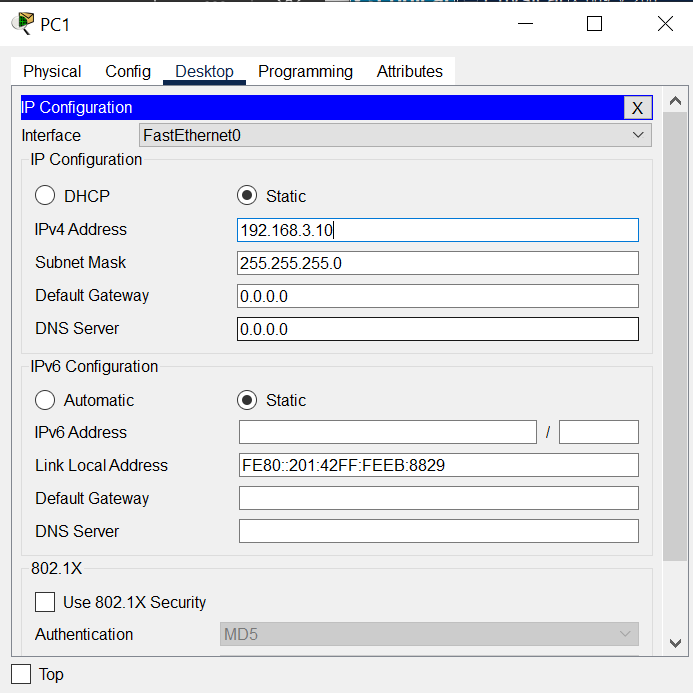 PC1
Physical Config Desktop Programming Attributes
IP Configuration X
Interface FastEthernet0
IP Configuration
DHCP Static
IPv4 Address 192.168.3.10
Subnet Mask 255.255.255.0
Default Gateway 0.0.0.0
DNS Server 0.0.0.0
IPv6 Configuration
Automatic Static
IPv6 Address /
Link Local Address FE80::201:42FF:FEEB:8829
Default Gateway
DNS Server
802.1X
Use 802.1X Security
Authentication MD5
Top